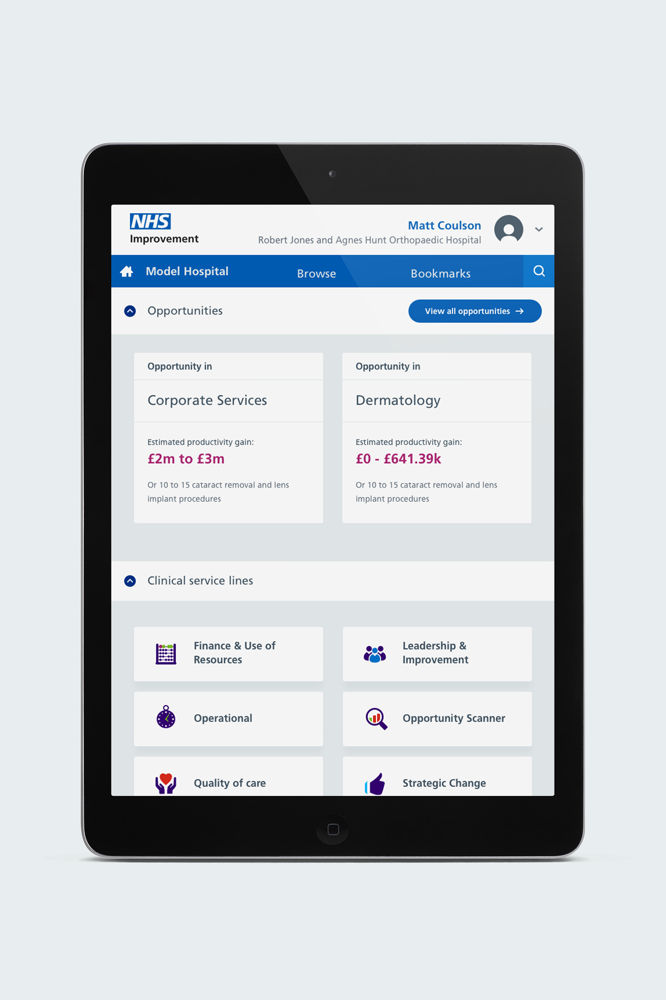 NHS
Improvement
Matt Coulson
Robert Jones and Agnes Hunt Orthopaedic Hospital
Model Hospital
Browse
Bookmarks
Opportunities
View all opportunities →
Opportunity in
Corporate Services
Estimated productivity gain:
£2m to £3m
Or 10 to 15 cataract removal and lens
implant procedures
Opportunity in
Dermatology
Estimated productivity gain:
£0 - £641.39k
Or 10 to 15 cataract removal and lens
implant procedures
Clinical service lines
Finance & Use of
Resources
Leadership &
Improvement
Operational
Opportunity Scanner
Quality of care
Strategic Change